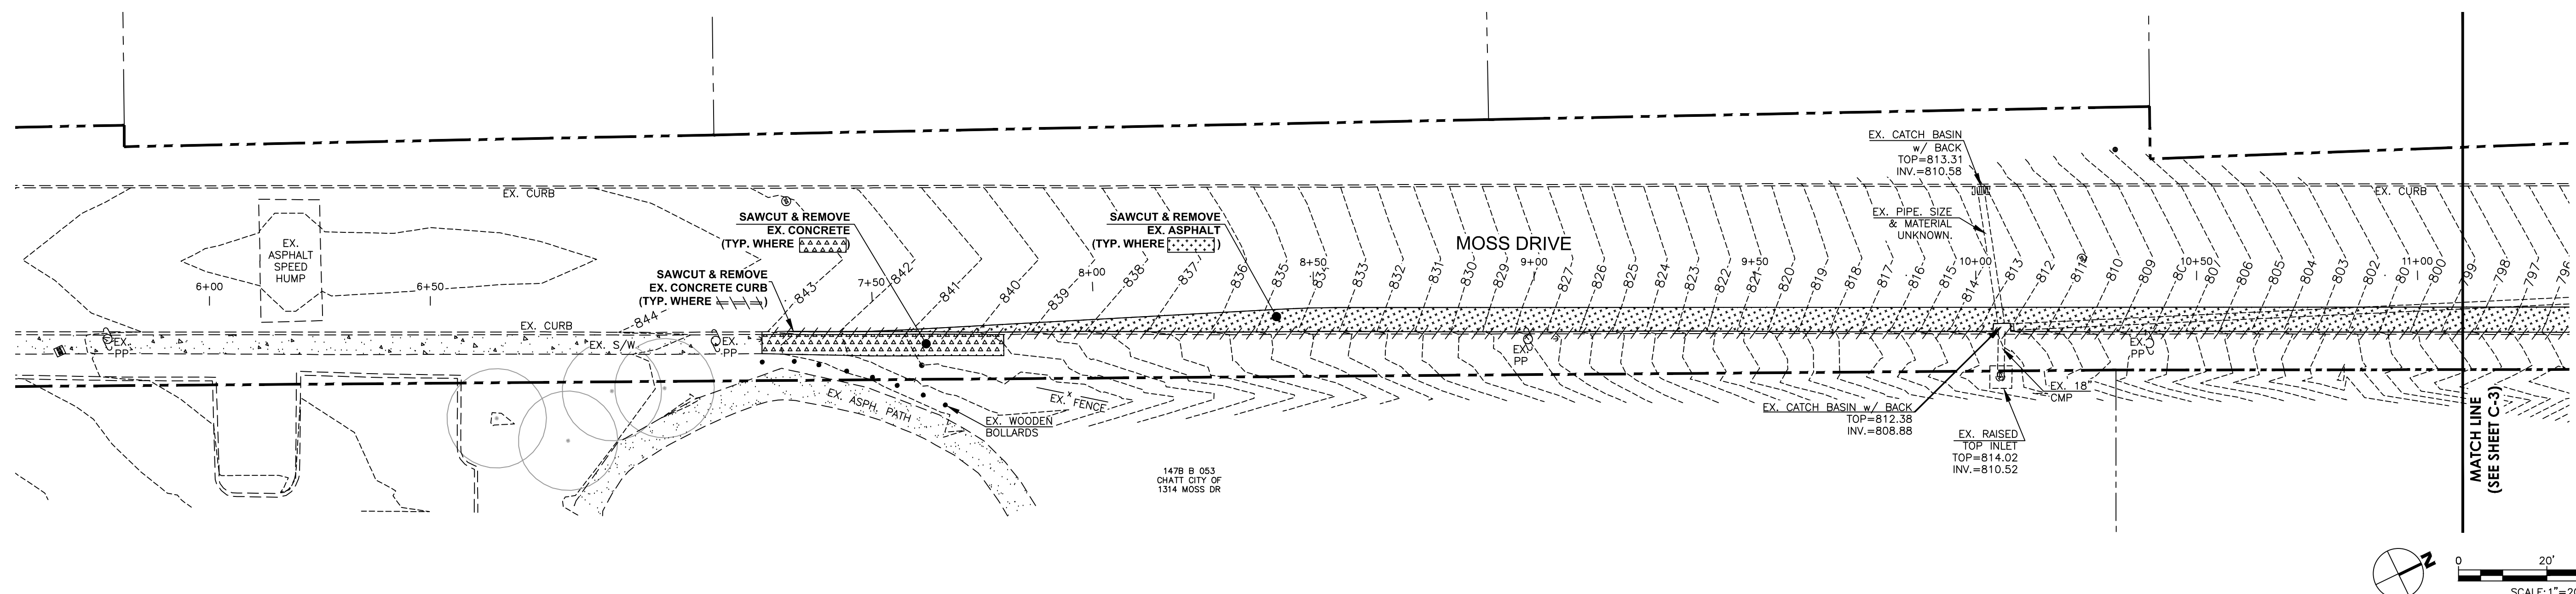 EX. CATCH BASIN
w/ BACK
TOP=813.31
INV.=810.58
EX. CURB
EX. CURB
SAWCUT & REMOVE
EX. CONCRETE
(TYP. WHERE )
SAWCUT & REMOVE
EX. ASPHALT
(TYP. WHERE )
EX. PIPE. SIZE
& MATERIAL
UNKNOWN.
MOSS DRIVE
EX.
ASPHALT
SPEED
HUMP
SAWCUT & REMOVE
EX. CONCRETE CURB
(TYP. WHERE )
6+00
6+50
7+50
8+00
8+50
9+00
9+50
10+00
10+50
11+00
844
843
842
841
840
839
838
837
836
835
834
833
832
831
830
829
827
826
825
824
823
822
821
820
819
818
817
816
815
814
813
812
811
810
809
807
806
805
804
803
802
800
799
798
797
796
EX. CURB
EX. S/W
EX.
PP
EX.
PP
EX.
PP
EX.
PP
EX. ASPH. PATH
EX. FENCE
x
EX. WOODEN
BOLLARDS
EX. 18"
CMP
EX. CATCH BASIN w/ BACK
TOP=812.38
INV.=808.88
EX. RAISED
TOP INLET
TOP=814.02
INV.=810.52
147B B 053
CHATT CITY OF
1314 MOSS DR
MATCH LINE
(SEE SHEET C-3)
N
0
20'
SCALE: 1"=20